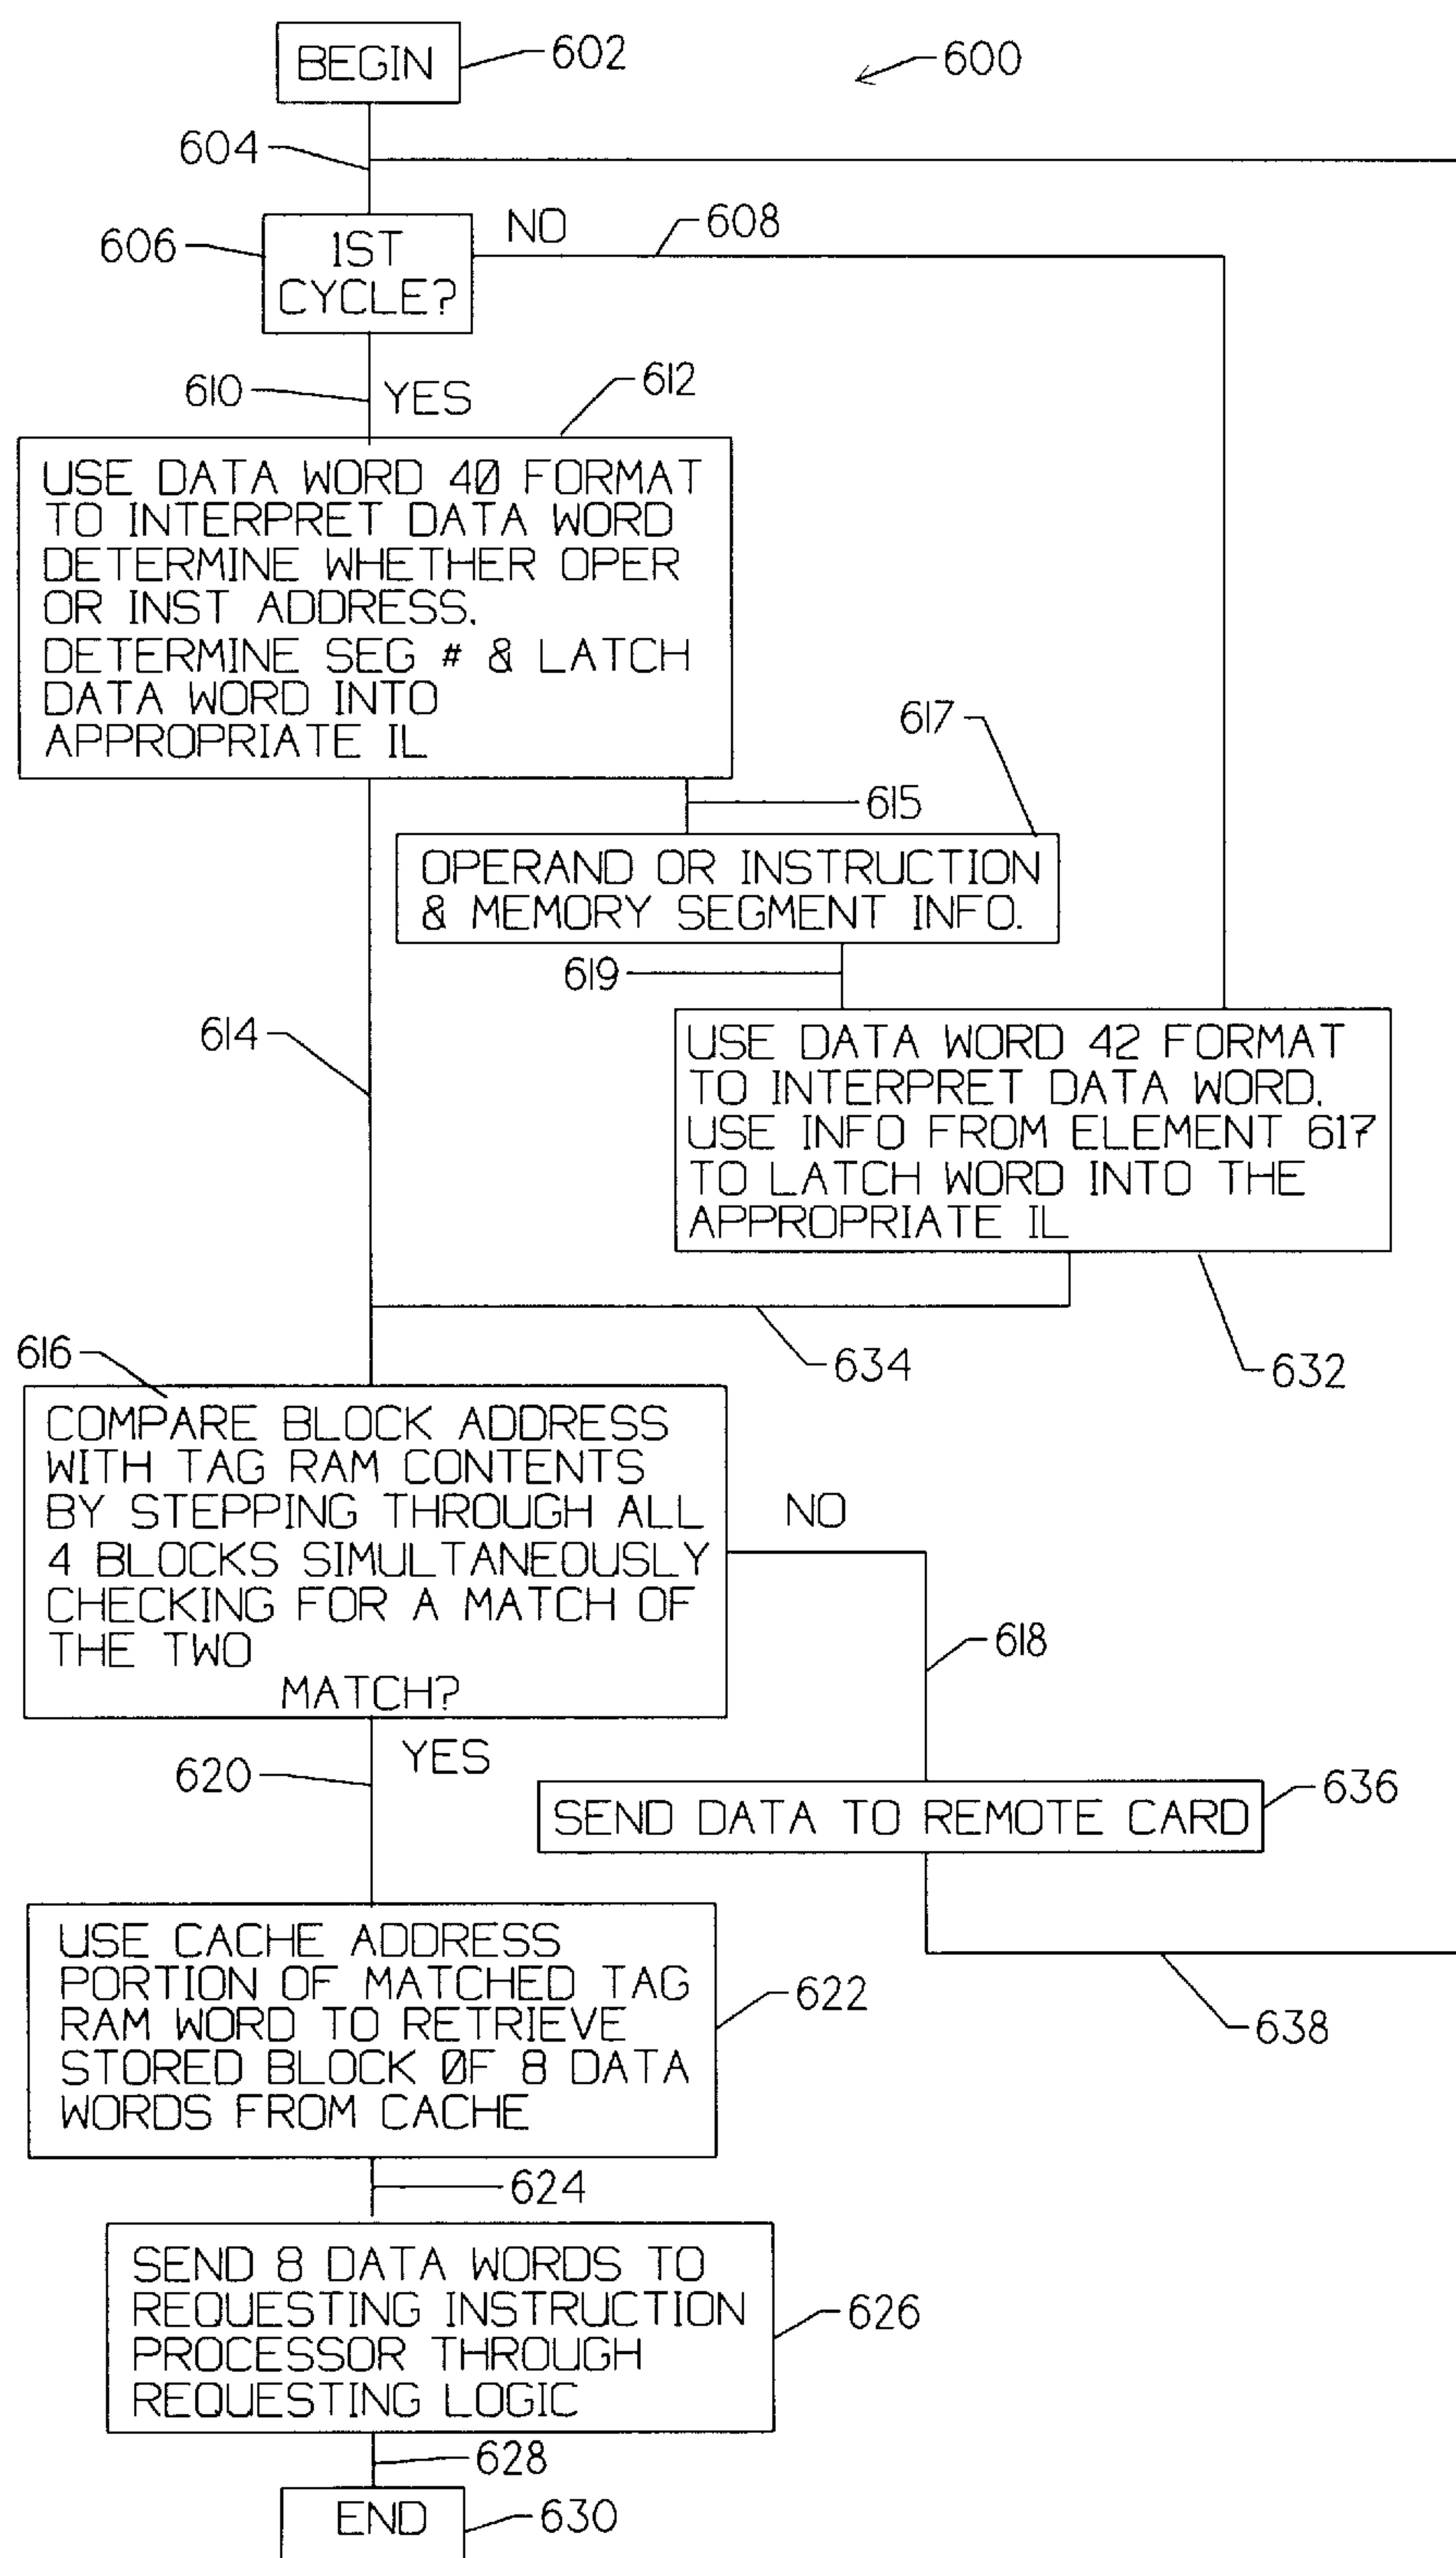 BEGIN
602
600
604
606
1ST
CYCLE?
NO
608
610
YES
612
USE DATA WORD 40 FORMAT
TO INTERPRET DATA WORD
DETERMINE WHETHER OPER
OR INST ADDRESS.
DETERMINE SEG # & LATCH
DATA WORD INTO
APPROPRIATE IL
617
615
OPERAND OR INSTRUCTION
& MEMORY SEGMENT INFO.
619
614
USE DATA WORD 42 FORMAT
TO INTERPRET DATA WORD.
USE INFO FROM ELEMENT 617
TO LATCH WORD INTO THE
APPROPRIATE IL
616
634
632
COMPARE BLOCK ADDRESS
WITH TAG RAM CONTENTS
BY STEPPING THROUGH ALL
4 BLOCKS SIMULTANEOUSLY
CHECKING FOR A MATCH OF
THE TWO
MATCH?
NO
618
YES
620
SEND DATA TO REMOTE CARD
636
USE CACHE ADDRESS
PORTION OF MATCHED TAG
RAM WORD TO RETRIEVE
STORED BLOCK 0F 8 DATA
WORDS FROM CACHE
622
638
624
SEND 8 DATA WORDS TO
REQUESTING INSTRUCTION
PROCESSOR THROUGH
REQUESTING LOGIC
626
628
END
630